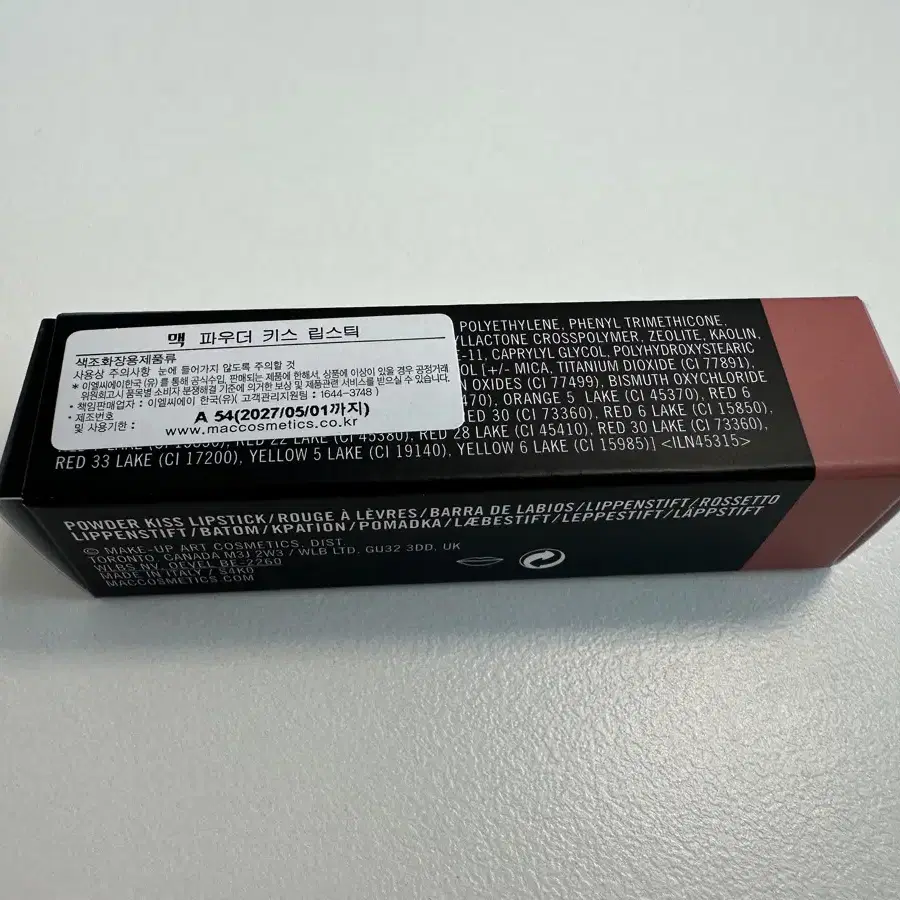 맥 파우더 키스 립스틱
색조화장용제품류
사용상 주의사항 눈에 들어가지 않도록 주의할 것
* 이엘씨에이한국 (유) 를 통해 공식수입, 판매되는 제품에 한해서, 상품에 이상이 있을 경우 공정거래
위원회고시 품목별 소비자 분쟁해결 기준에 의거한 보상 및 제품관련 서비스를 받으실 수 있습니다.
• 책임판매업자 : 이엘씨에이 한국(유)( 고객관리지원팀 : 1644-3748 )
• 제조번호
및 사용기한 : A 54(2027/05/01까지)
www.maccosmetics.co.kr
POLYETHYLENE, PHENYL TRIMETHICONE,
CROSSPOLYMER, ZEOLITE, KAOLIN
-11, CAPRYLYL GLYCOL, POLYHYDROXYSTEARIC
[+/- MICA, TITANIUM DIOXIDE (CI 77891),
OXIDES (CI 77499), BISMUTH OXYCHLORIDE
ORANGE 5 LAKE (CI 45370), RED 6
RED 30 (CI 73360), RED 6 LAKE (CI 15850),
RED 22 LAKE (CI 45380), RED 28 LAKE (CI 45410), RED 30 LAKE (CI 73360),
RED 33 LAKE (CI 17200), YELLOW 5 LAKE (CI 19140), YELLOW 6 LAKE (CI 15985)] <ILN45315>
POWDER KISS LIPSTICK/ROUGE À LÈVRES/BARRA DE LABIOS/LIPPENSTIFT/ROSSETTO
LIPPENSTIFT/BATOM/ΚΡΑΓΙΟΝ/POMADKA/LÆBESTIFT/LEPPESTIFT/LÄPPSTIFT
© MAKE-UP ART COSMETICS, DIST.
TORONTO, CANADA M3J 2W3 / WLB LTD. GU32 3DD, UK
WLBS NV, OEVEL BE-2260
MADE IN ITALY / S4K0
MACCOSMETICS.COM